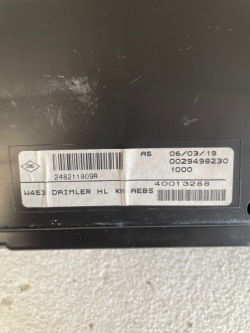 AS 06/03/19
0029498230
248211809R 1000
40013288
W453 DAIMLER HL KM AEBS